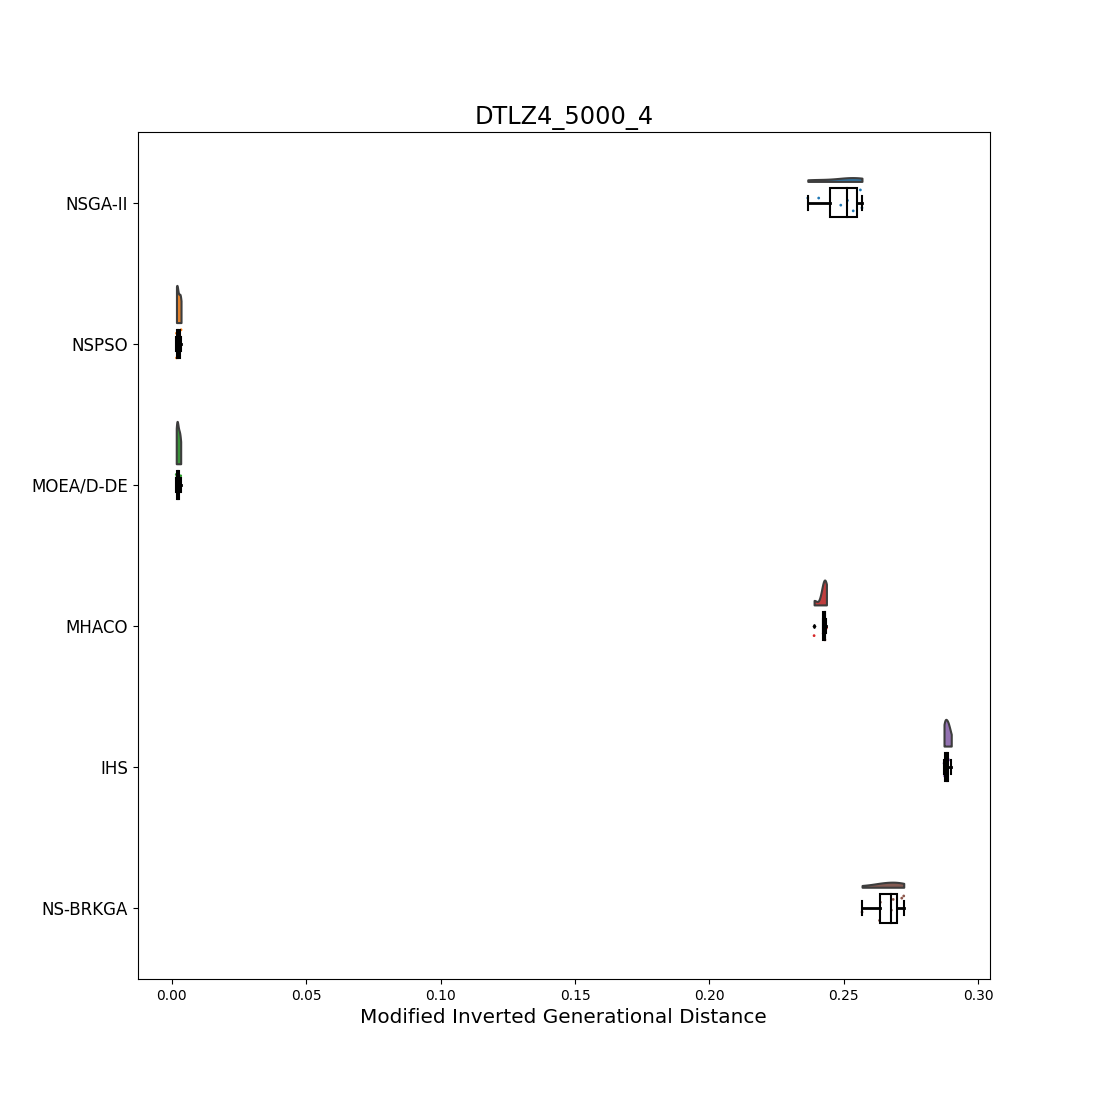 DTLZ4_5000_4
NSGA-II
NSPSO
MOEA/D-DE
MHACO
IHS
NS-BRKGA
0.00 0.05 0.10 0.15 0.20 0.25 0.30
Modified Inverted Generational Distance